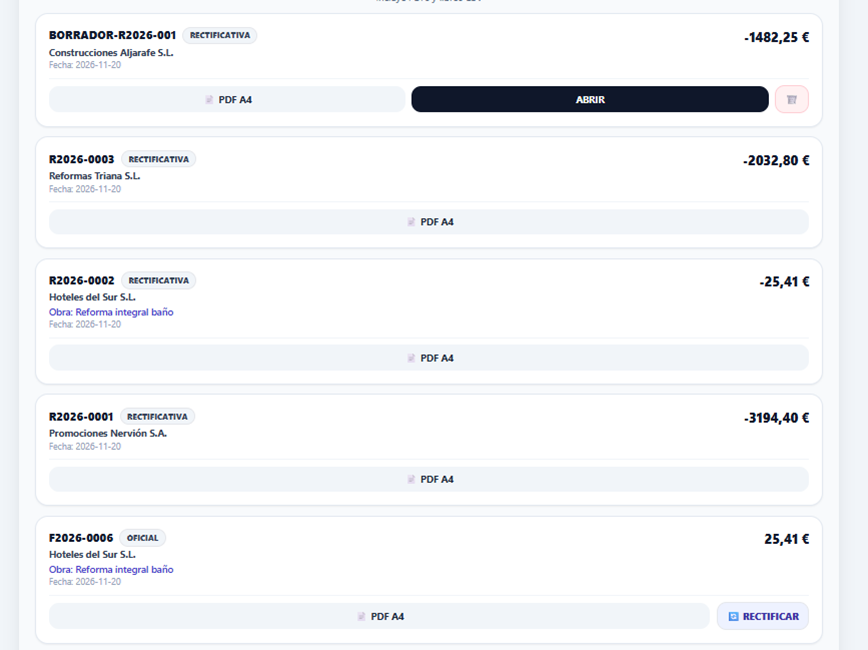 BORRADOR-R2026-001 RECTIFICATIVA
-1482,25 €
Construcciones Aljarafe S.L.
Fecha: 2026-11-20
PDF A4
ABRIR
R2026-0003 RECTIFICATIVA
-2032,80 €
Reformas Triana S.L.
Fecha: 2026-11-20
PDF A4
R2026-0002 RECTIFICATIVA
-25,41 €
Hoteles del Sur S.L.
Obra: Reforma integral baño
Fecha: 2026-11-20
PDF A4
R2026-0001 RECTIFICATIVA
-3194,40 €
Promociones Nervión S.A.
Fecha: 2026-11-20
PDF A4
F2026-0006 OFICIAL
25,41 €
Hoteles del Sur S.L.
Obra: Reforma integral baño
Fecha: 2026-11-20
PDF A4
RECTIFICAR